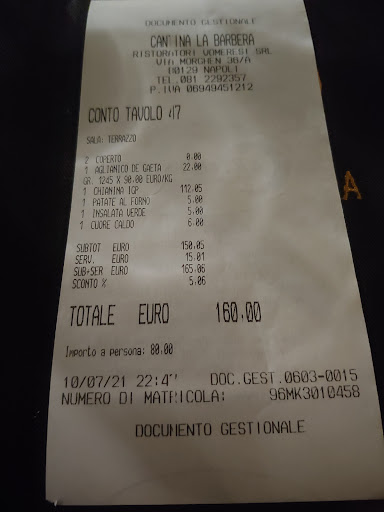 DOCUMENTO GESTIONALE
CANTINA LA BARBERA
RISTORATORI VOMERESI SRL
VIA MORGHEN 36/A
80129 NAPOLI
TEL.081 2292357
P.IVA 06949451212
CONTO TAVOLO 47
SALA: TERRAZZO
2 COPERTO 0.00
1 AGLIANICO DE GAETA 22.00
GR. 1245 X 90.00 EURO/KG
1 CHIANINA IGP 112.05
1 PATATE AL FORNO 5.00
1 INSALATA VERDE 5.00
1 CUORE CALDO 6.00
SUBTOT EURO 150.05
SERV. EURO 15.01
SUB+SER EURO 165.06
SCONTO % 5.06
TOTALE EURO 160.00
Importo a persona: 80.00
10/07/21 22:4 DOC.GEST.0603-0015
NUMERO DI MATRICOLA: 96MK3010458
DOCUMENTO GESTIONALE
A